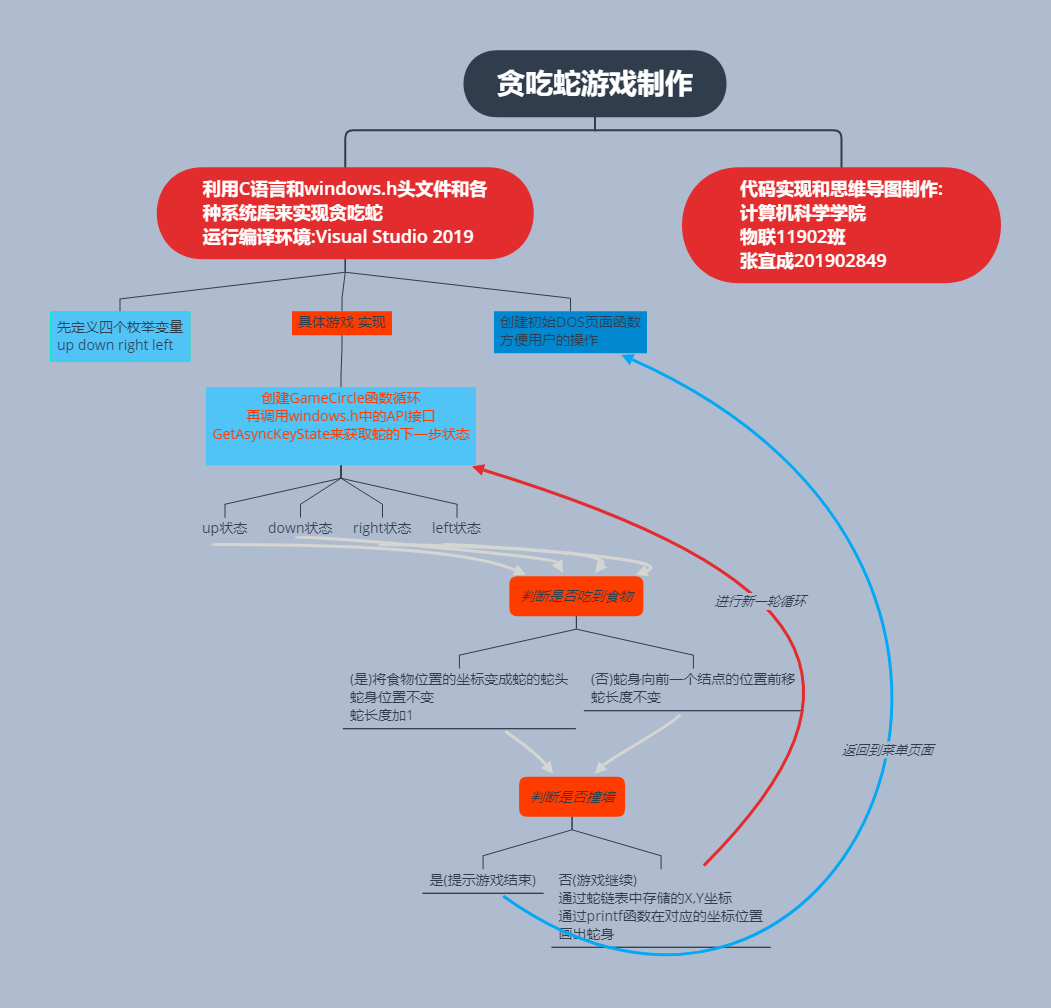 贪吃蛇游戏制作
利用C语言和windows.h头文件和各
种系统库来实现贪吃蛇
运行编译环境:Visual Studio 2019
代码实现和思维导图制作:
计算机科学学院
物联11902班
张宜成201902849
先定义四个枚举变量
up down right left
具体游戏 实现
创建初始DOS页面函数
方便用户的操作
创建GameCircle函数循环
再调用windows.h中的API接口
GetAsyncKeyState来获取蛇的下一步状态
up状态
down状态
right状态
left状态
判断是否吃到食物
进行新一轮循环
(是)将食物位置的坐标变成蛇的蛇头
蛇身位置不变
蛇长度加1
(否)蛇身向前一个结点的位置前移
蛇长度不变
返回到菜单页面
判断是否撞墙
是(提示游戏结束)
否(游戏继续)
通过蛇链表中存储的X,Y坐标
通过printf函数在对应的坐标位置
画出蛇身